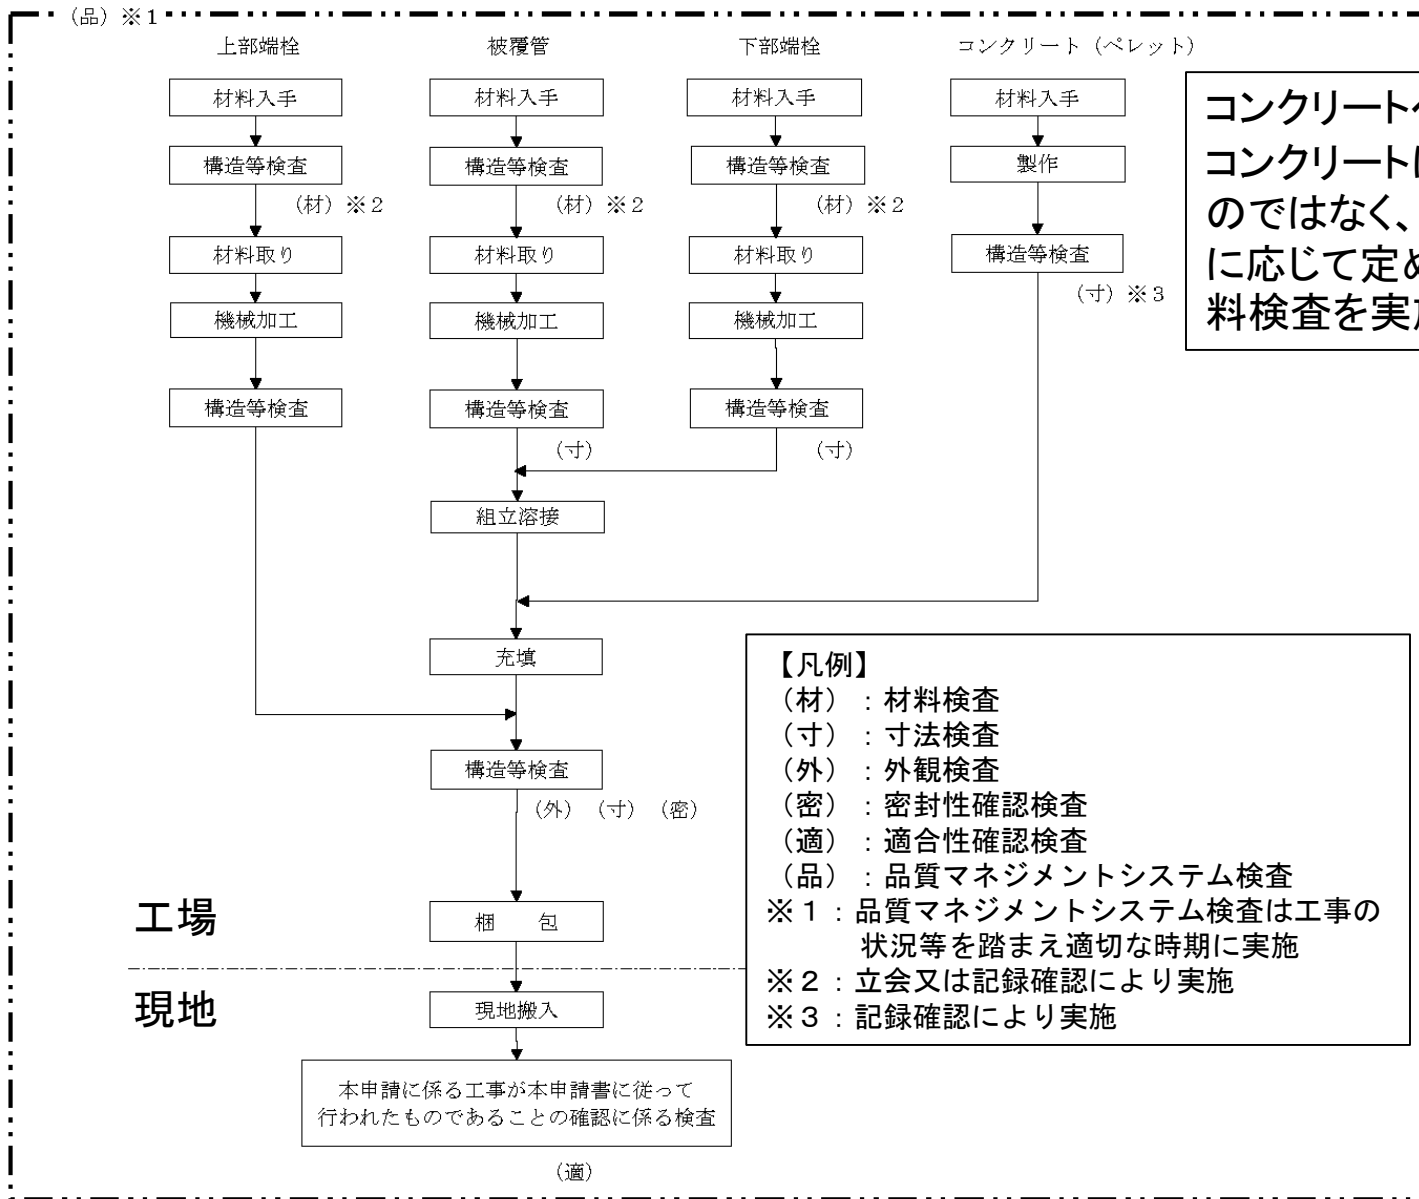 （品）※１
上部端栓
被覆管
下部端栓
コンクリート（ペレット）
材料入手
材料入手
材料入手
材料入手
構造等検査
構造等検査
構造等検査
製作
（材）※２
（材）※２
（材）※２
材料取り
材料取り
材料取り
構造等検査
（寸）※３
機械加工
機械加工
機械加工
構造等検査
構造等検査
構造等検査
（寸）
（寸）
コンクリート
コンクリート
のではなく、
に応じて定
料検査を実
組立溶接
充填
構造等検査
（外）（寸）（密）
工場
梱　包
現地
現地搬入
本申請に係る工事が本申請書に従って
行われたものであることの確認に係る検査
（適）
【凡例】
（材）：材料検査
（寸）：寸法検査
（外）：外観検査
（密）：密封性確認検査
（適）：適合性確認検査
（品）：品質マネジメントシステム検査
※１：品質マネジメントシステム検査は工事の
状況等を踏まえ適切な時期に実施
※２：立会又は記録確認により実施
※３：記録確認により実施